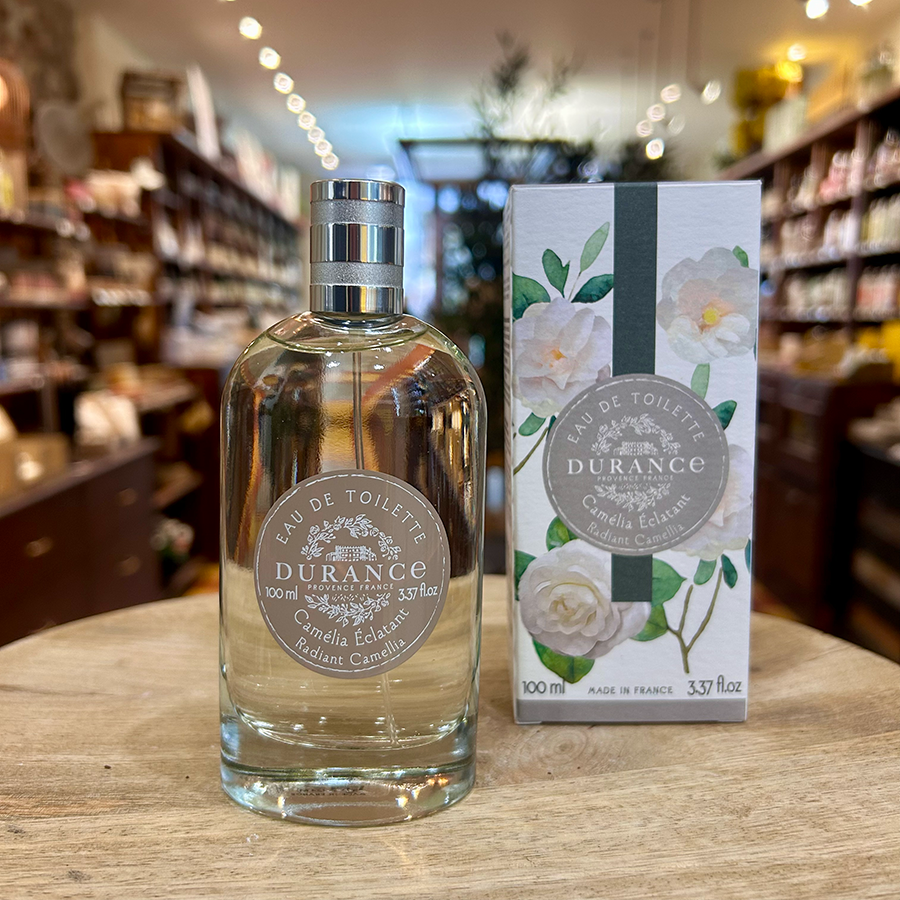 EAU DE TOILETTE
DURANCE
PROVENCE FRANCE
100 ml 3.37 fl.oz
Camélia Éclatant
Radiant Camellia
EAU DE TOILETTE
DURANCE
PROVENCE FRANCE
Camélia Éclatant
Radiant Camellia
100 ml MADE IN FRANCE 3.37 fl.oz